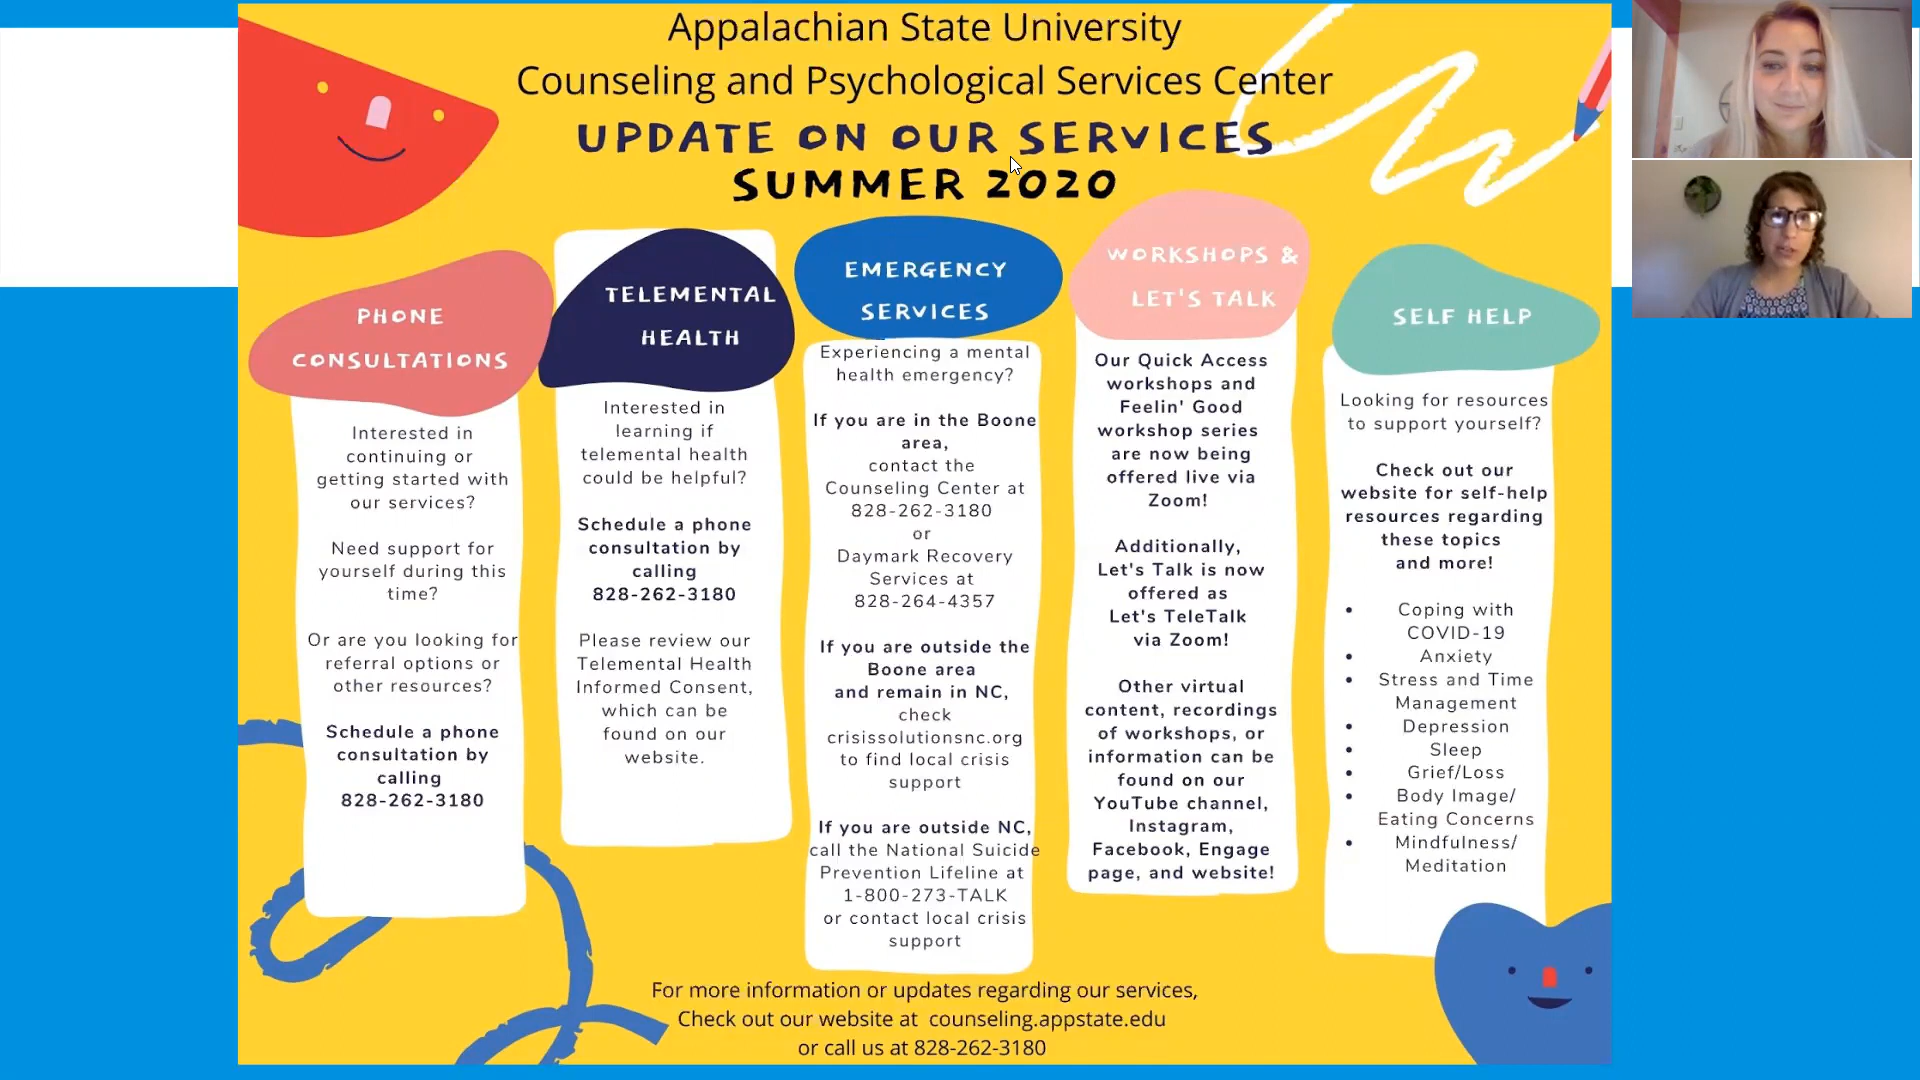 Appalachian State University
Counseling and Psychological Services Center
UPDATE ON OUR SERVICES
SUMMER 2020
PHONE
CONSULTATIONS
Interested in
continuing or
getting started with
our services?
Need support for
yourself during this
time?
Or are you looking for
referral options or
other resources?
Schedule a phone
consultation by
calling
828-262-3180
TELEMENTAL
HEALTH
Interested in
learning if
telemental health
could be helpful?
Schedule a phone
consultation by
calling
828-262-3180
Please review our
Telemental Health
Informed Consent,
which can be
found on our
website.
EMERGENCY
SERVICES
Experiencing a mental
health emergency?
If you are in the Boone
area,
contact the
Counseling Center at
828-262-3180
or
Daymark Recovery
Services at
828-264-4357
If you are outside the
Boone area
and remain in NC,
check
crisissolutionsnc.org
to find local crisis
support
If you are outside NC,
call the National Suicide
Prevention Lifeline at
1-800-273-TALK
or contact local crisis
support
WORKSHOPS &
LET'S TALK
Our Quick Access
workshops and
Feelin' Good
workshop series
are now being
offered live via
Zoom!
Additionally,
Let's Talk is now
offered as
Let's TeleTalk
via Zoom!
Other virtual
content, recordings
of workshops, or
information can be
found on our
YouTube channel,
Instagram,
Facebook, Engage
page, and website!
SELF HELP
Looking for resources
to support yourself?
Check out our
website for self-help
resources regarding
these topics
and more!
• Coping with
COVID-19
• Anxiety
• Stress and Time
Management
• Depression
• Sleep
• Grief/Loss
• Body Image/
Eating Concerns
• Mindfulness/
Meditation
For more information or updates regarding our services,
Check out our website at counseling.appstate.edu
or call us at 828-262-3180